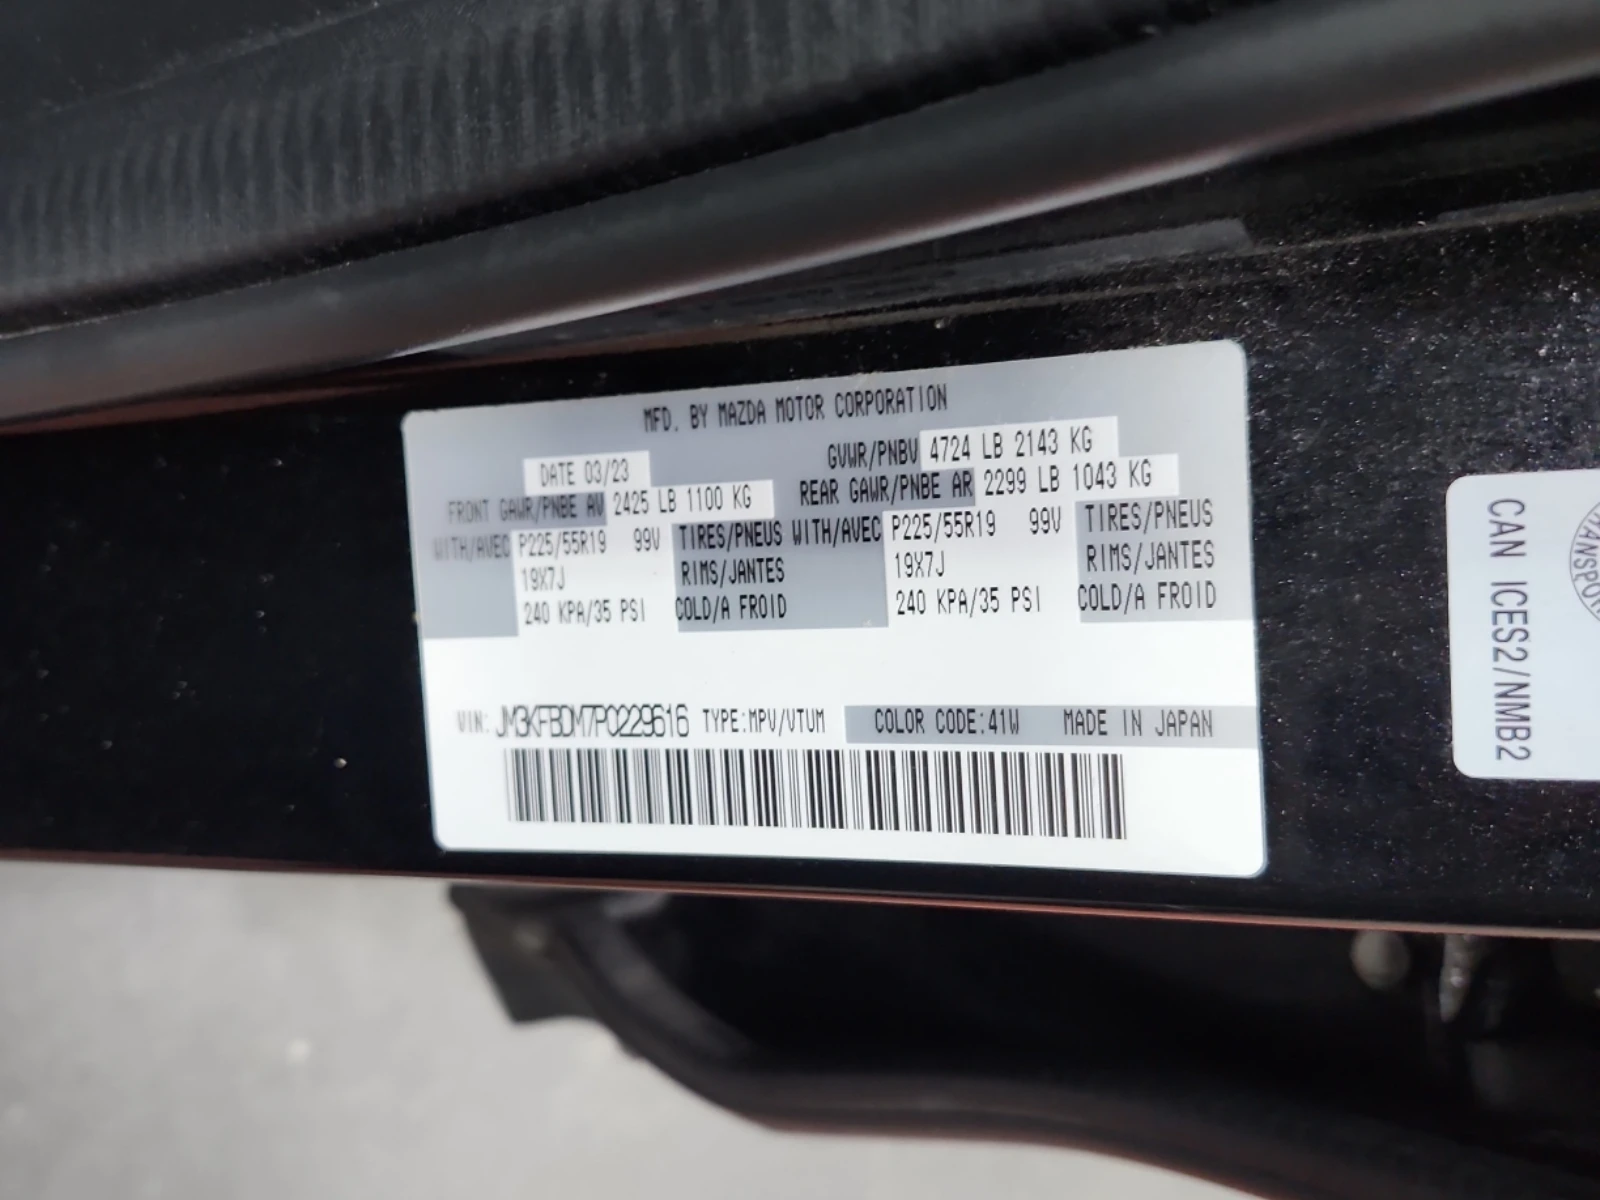 MFD. BY MAZDA MOTOR CORPORATION
DATE 03/23 GVWR/PNBV 4724 LB 2143 KG
FRONT GAWR/PNBE AV 2425 LB 1100 KG REAR GAWR/PNBE AR 2299 LB 1043 KG
WITH/AVEC P225/55R19 99V TIRES/PNEUS WITH/AVEC P225/55R19 99V TIRES/PNEUS
19X7J RIMS/JANTES 19X7J RIMS/JANTES
240 KPA/35 PSI COLD/A FROID 240 KPA/35 PSI COLD/A FROID
VIN: JM3KFBDM7P0229616 TYPE:MPV/VTUM COLOR CODE:41W MADE IN JAPAN
CAN ICES2/NMB2